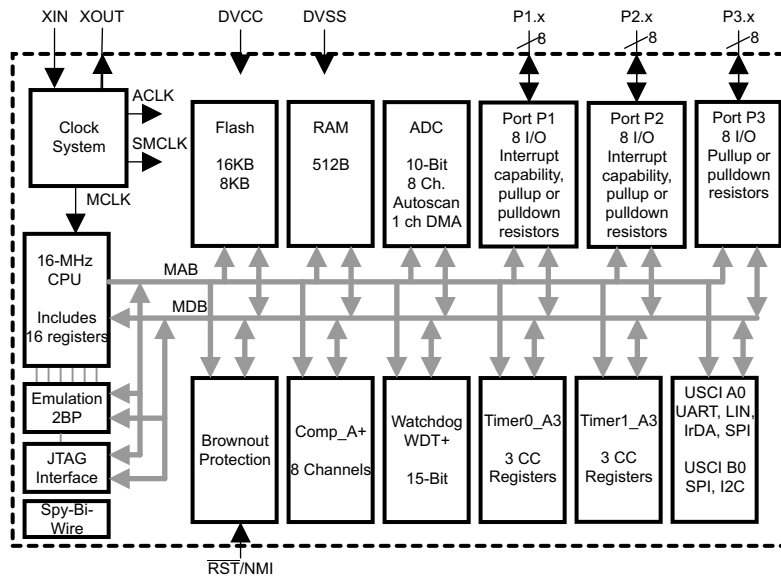 XIN
XOUT
DVCC
DVSS
P1.x
P2.x
P3.x
8
8
8
ACLK
SMCLK
MCLK
Clock
System
Flash
16KB
8KB
RAM
512B
ADC
10-Bit
8 Ch.
Autoscan
1 ch DMA
Port P1
8 I/O
Interrupt
capability,
pullup or
pulldown
resistors
Port P2
8 I/O
Interrupt
capability,
pullup or
pulldown
resistors
Port P3
8 I/O
Pullup or
pulldown
resistors
16-MHz
CPU
Includes
16 registers
MAB
MDB
Emulation
2BP
JTAG
Interface
Spy-Bi-
Wire
Brownout
Protection
Comp_A+
8 Channels
Watchdog
WDT+
15-Bit
Timer0_A3
3 CC
Registers
Timer1_A3
3 CC
Registers
USCI A0
UART, LIN,
IrDA, SPI
USCI B0
SPI, I2C
RST/NMI